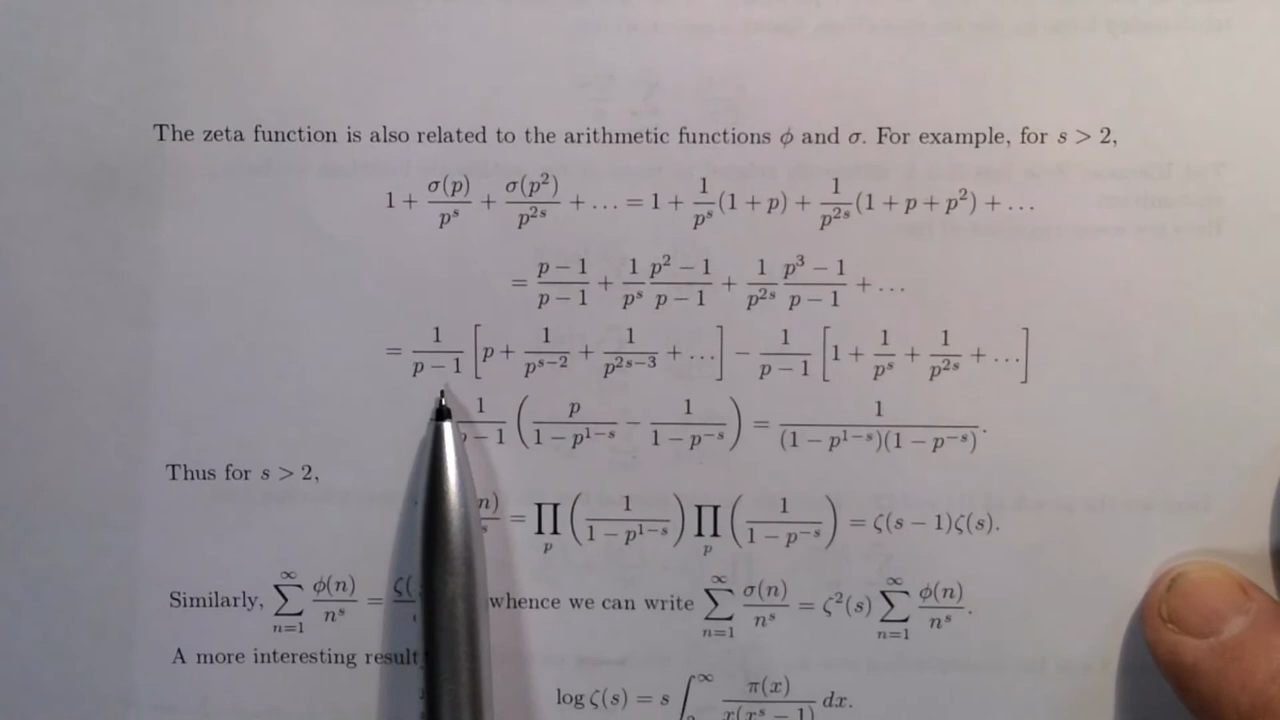 The zeta function is also related to the arithmetic functions ϕ and σ. For example, for s > 2,
1 + σ(p)/p^s + σ(p^2)/p^{2s} + … = 1 + 1/p^s (1 + p) + 1/p^{2s} (1 + p + p^2) + …
= (p − 1)/(p − 1) + 1/p^s (p^2 − 1)/(p − 1) + 1/p^{2s} (p^3 − 1)/(p − 1) + …
= 1/(p − 1) [p + 1/p^{s−2} + 1/p^{2s−3} + …] − 1/(p − 1) [1 + 1/p^s + 1/p^{2s} + …]
1/( − 1) (p/(1 − p^{1−s}) − 1/(1 − p^{−s})) = 1/((1 − p^{1−s})(1 − p^{−s})).
Thus for s > 2,
n)/s = ∏_p (1/(1 − p^{1−s})) ∏_p (1/(1 − p^{−s})) = ζ(s − 1)ζ(s).
Similarly, ∑_{n=1}^∞ ϕ(n)/n^s = ζ( whence we can write ∑_{n=1}^∞ σ(n)/n^s = ζ^2(s) ∑_{n=1}^∞ ϕ(n)/n^s.
A more interesting result
log ζ(s) = s ∫^∞ π(x)/(x(x^s − 1)) dx.